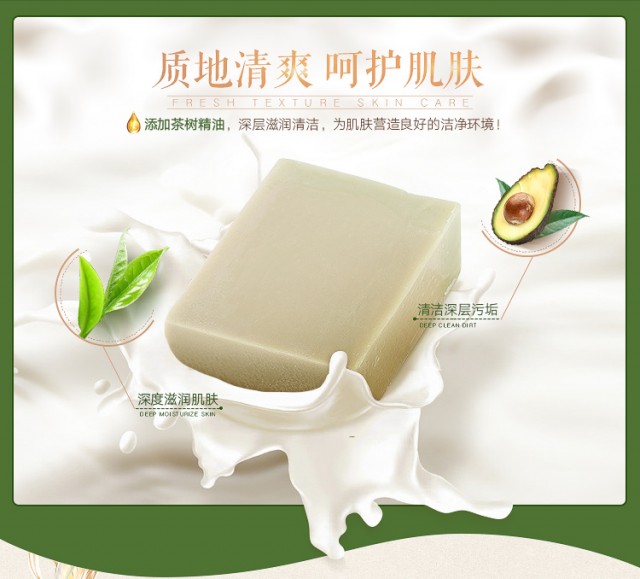 质地清爽 呵护肌肤
FRESH TEXTURE SKIN CARE
添加茶树精油，深层滋润清洁，为肌肤营造良好的洁净环境！
清洁深层污垢
DEEP CLEAN-DIRT
深度滋润肌肤
DEEP MOISTURIZE SKIN